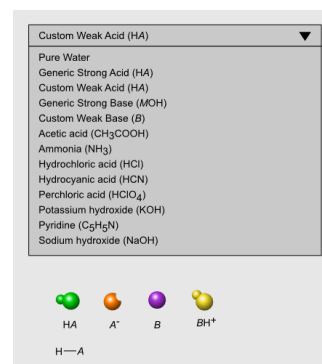 Custom Weak Acid (HA)
Pure Water
Generic Strong Acid (HA)
Custom Weak Acid (HA)
Generic Strong Base (MOH)
Custom Weak Base (B)
Acetic acid (CH₃COOH)
Ammonia (NH₃)
Hydrochloric acid (HCl)
Hydrocyanic acid (HCN)
Perchloric acid (HClO₄)
Potassium hydroxide (KOH)
Pyridine (C₅H₅N)
Sodium hydroxide (NaOH)
HA A⁻ B BH⁺
H—A